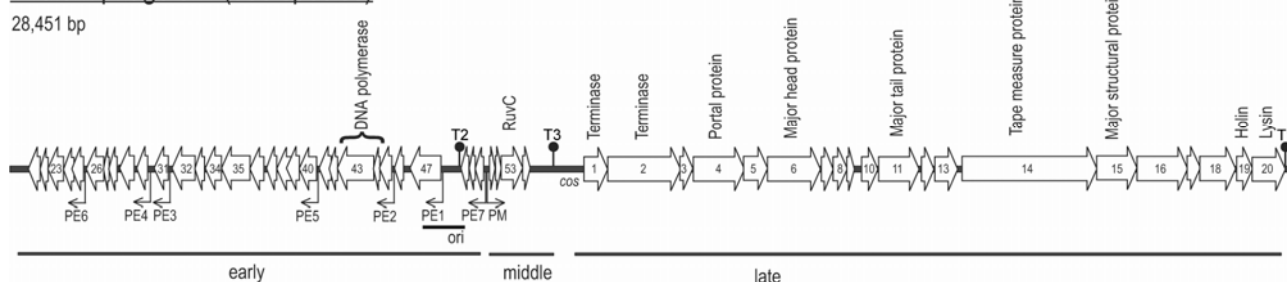 28,451 bp
DNA polymerase
RuvC
Terminase
Terminase
Portal protein
Major head protein
Major tail protein
Tape measure protein
Major structural protein
Holin
Lysin
T2
T3
T
23 26 31 32 34 35 40 43 47 53 cos 1 2 3 4 5 6 8 10 11 13 14 15 16 18 19 20
PE6 PE4 PE3 PE5 PE2 PE1 PE7 PM
ori
early middle late